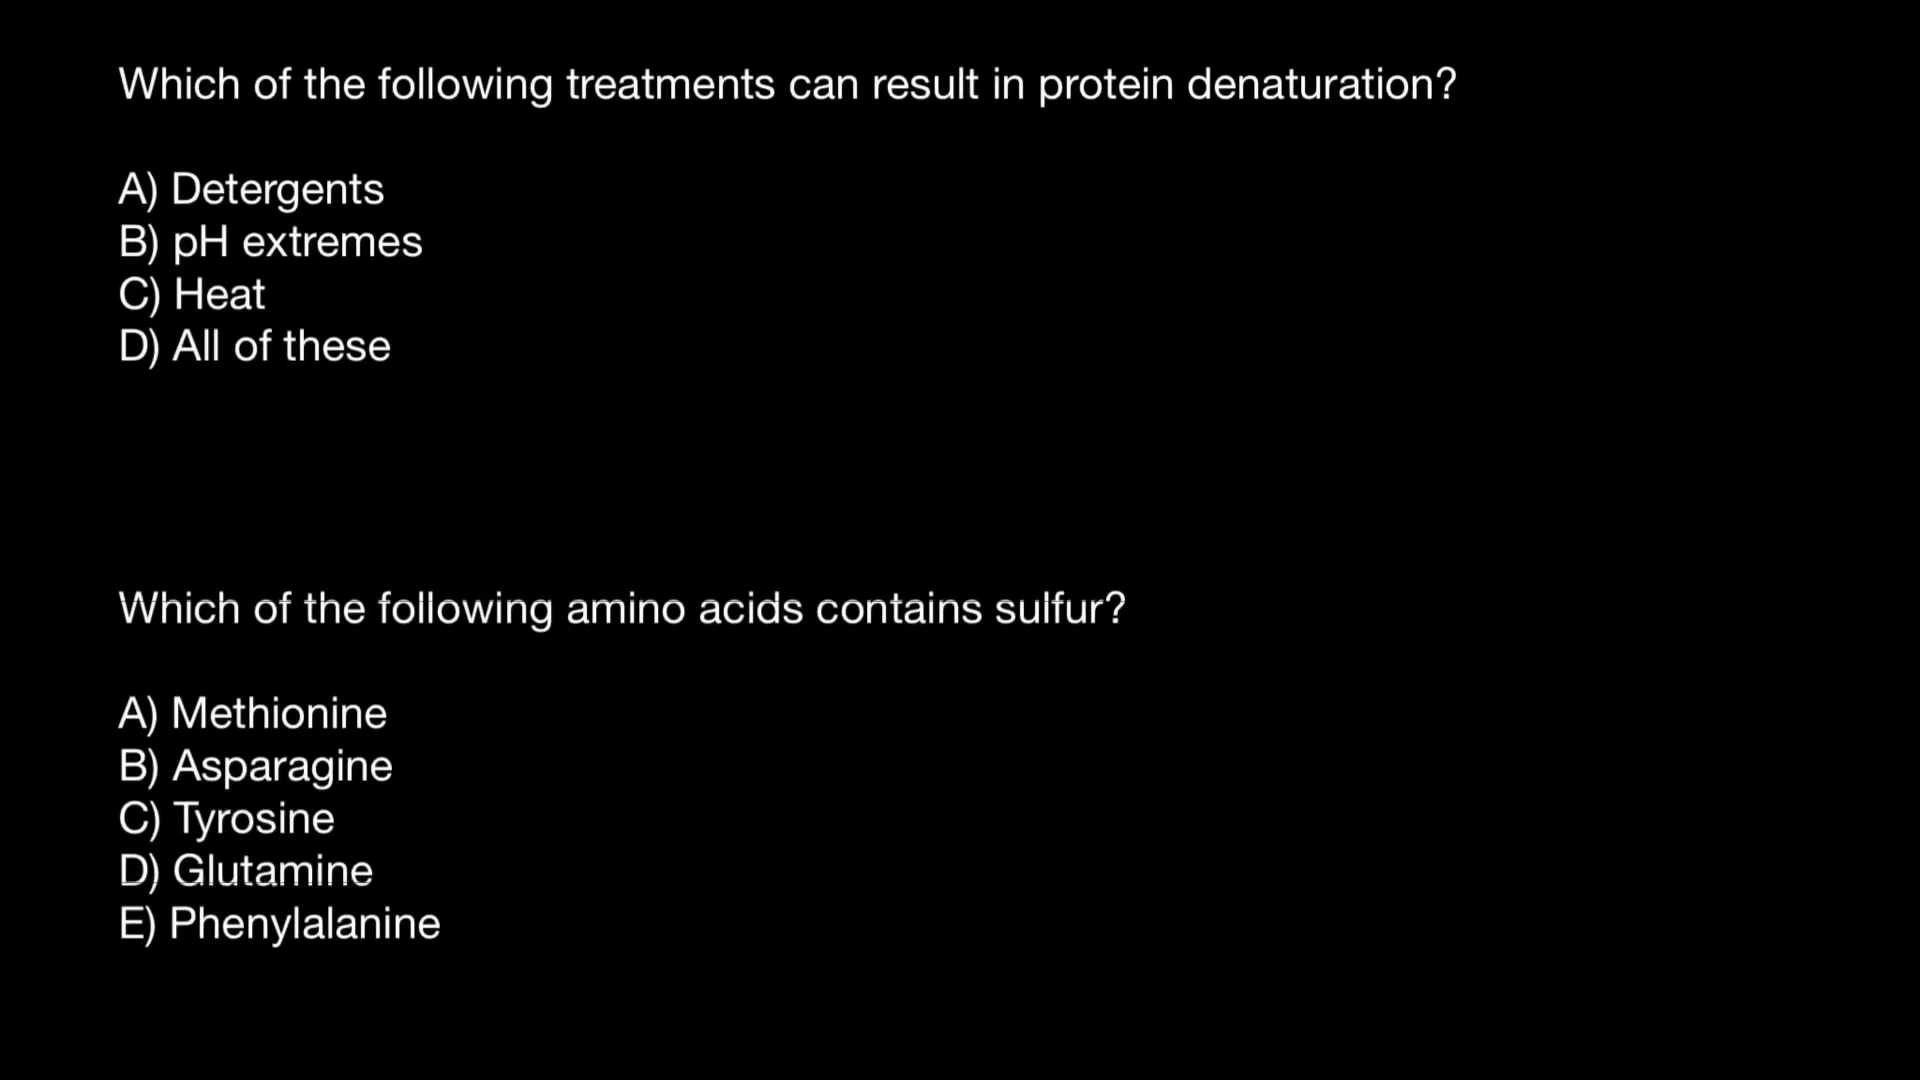 Which of the following treatments can result in protein denaturation?
A) Detergents
B) pH extremes
C) Heat
D) All of these
Which of the following amino acids contains sulfur?
A) Methionine
B) Asparagine
C) Tyrosine
D) Glutamine
E) Phenylalanine